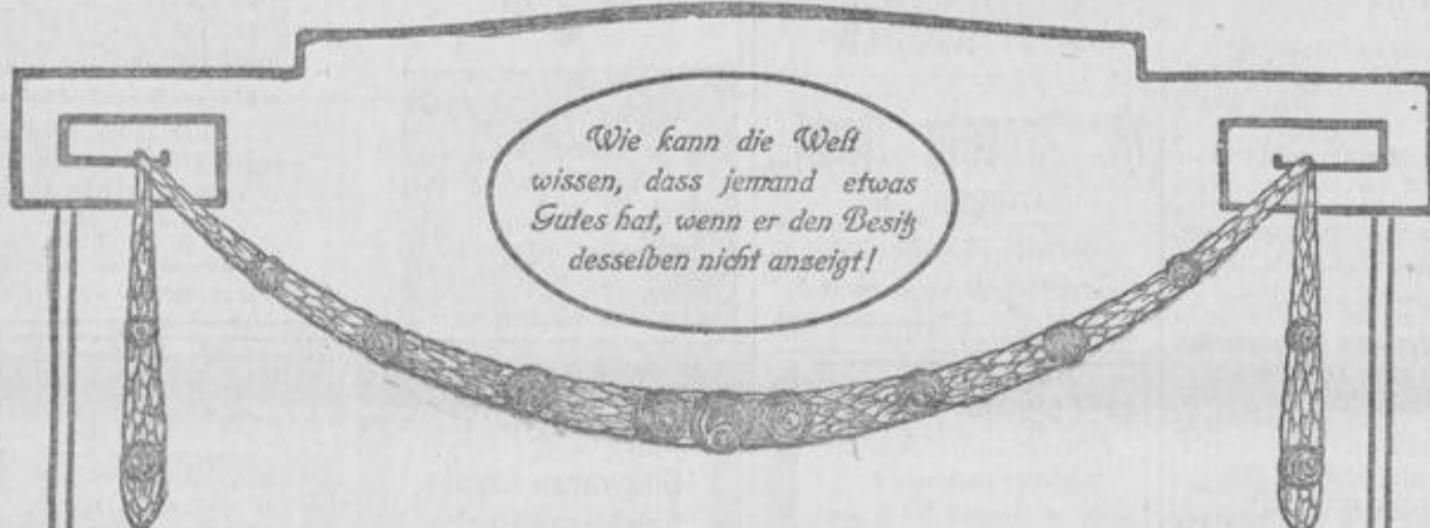 Wie kann die Welt
wissen, dass jemand etwas
Gutes hat, wenn er den Besitz
desselben nicht anzeigt!